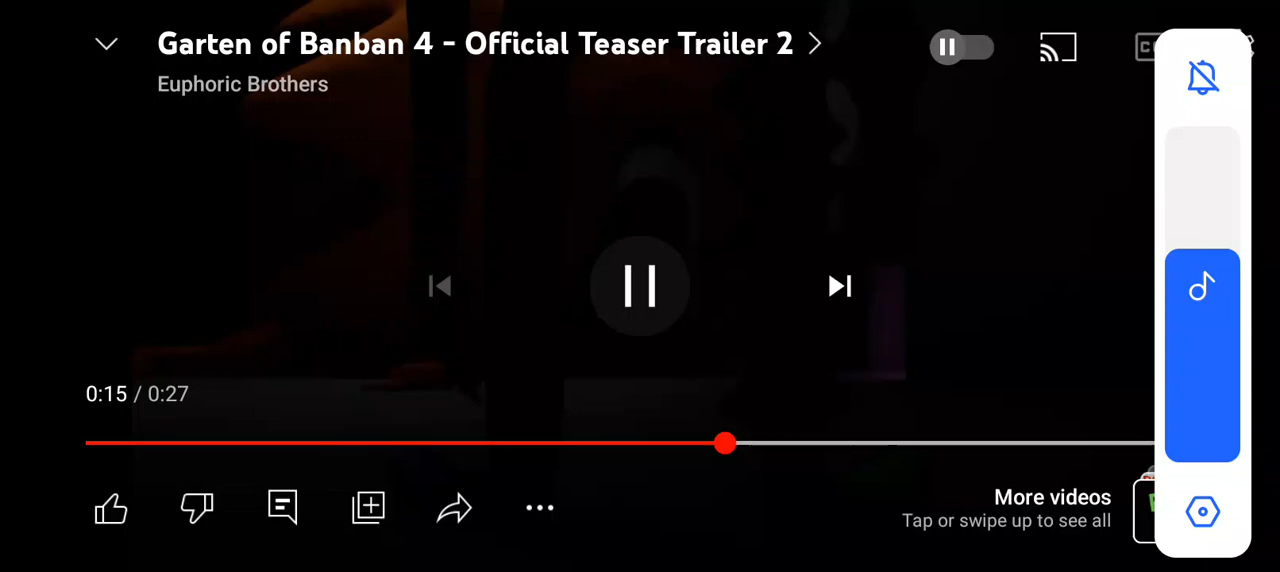 Garten of Banban 4 - Official Teaser Trailer 2
Euphoric Brothers
0:15 / 0:27
More videos
Tap or swipe up to see all